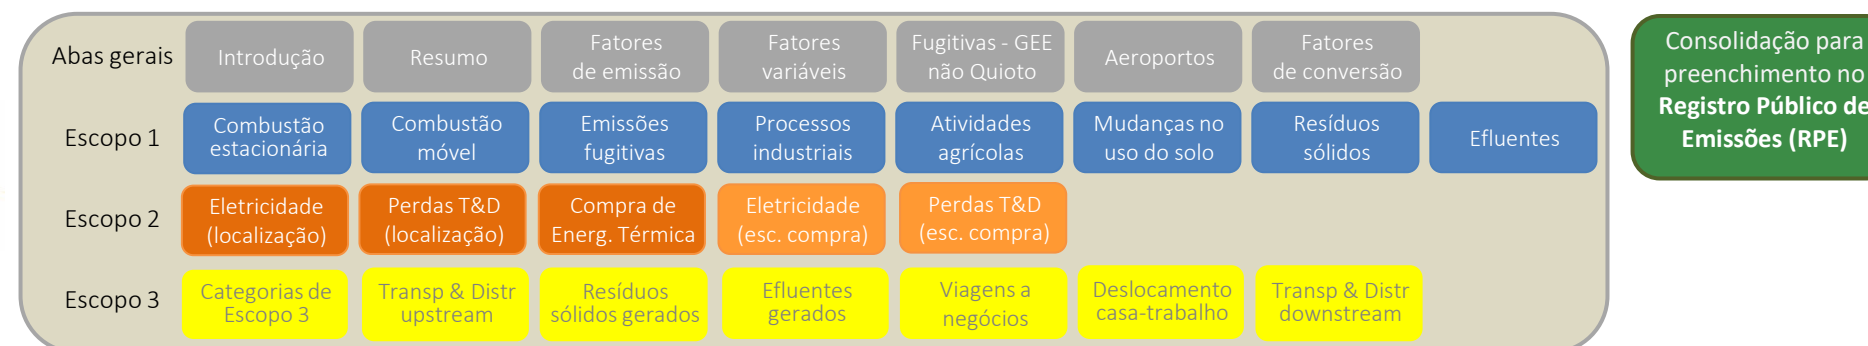 Abas gerais
Introdução
Resumo
Fatores
de emissão
Fatores
variáveis
Fugitivas - GEE
não Quioto
Aeroportos
Fatores
de conversão
Escopo 1
Combustão
estacionária
Combustão
móvel
Emissões
fugitivas
Processos
industriais
Atividades
agrícolas
Mudanças no
uso do solo
Resíduos
sólidos
Efluentes
Escopo 2
Eletricidade
(localização)
Perdas T&D
(localização)
Compra de
Energ. Térmica
Eletricidade
(esc. compra)
Perdas T&D
(esc. compra)
Escopo 3
Categorias de
Escopo 3
Transp & Distr
upstream
Resíduos
sólidos gerados
Efluentes
gerados
Viagens a
negócios
Deslocamento
casa-trabalho
Transp & Distr
downstream
Consolidação para
preenchimento no
Registro Público de
Emissões (RPE)